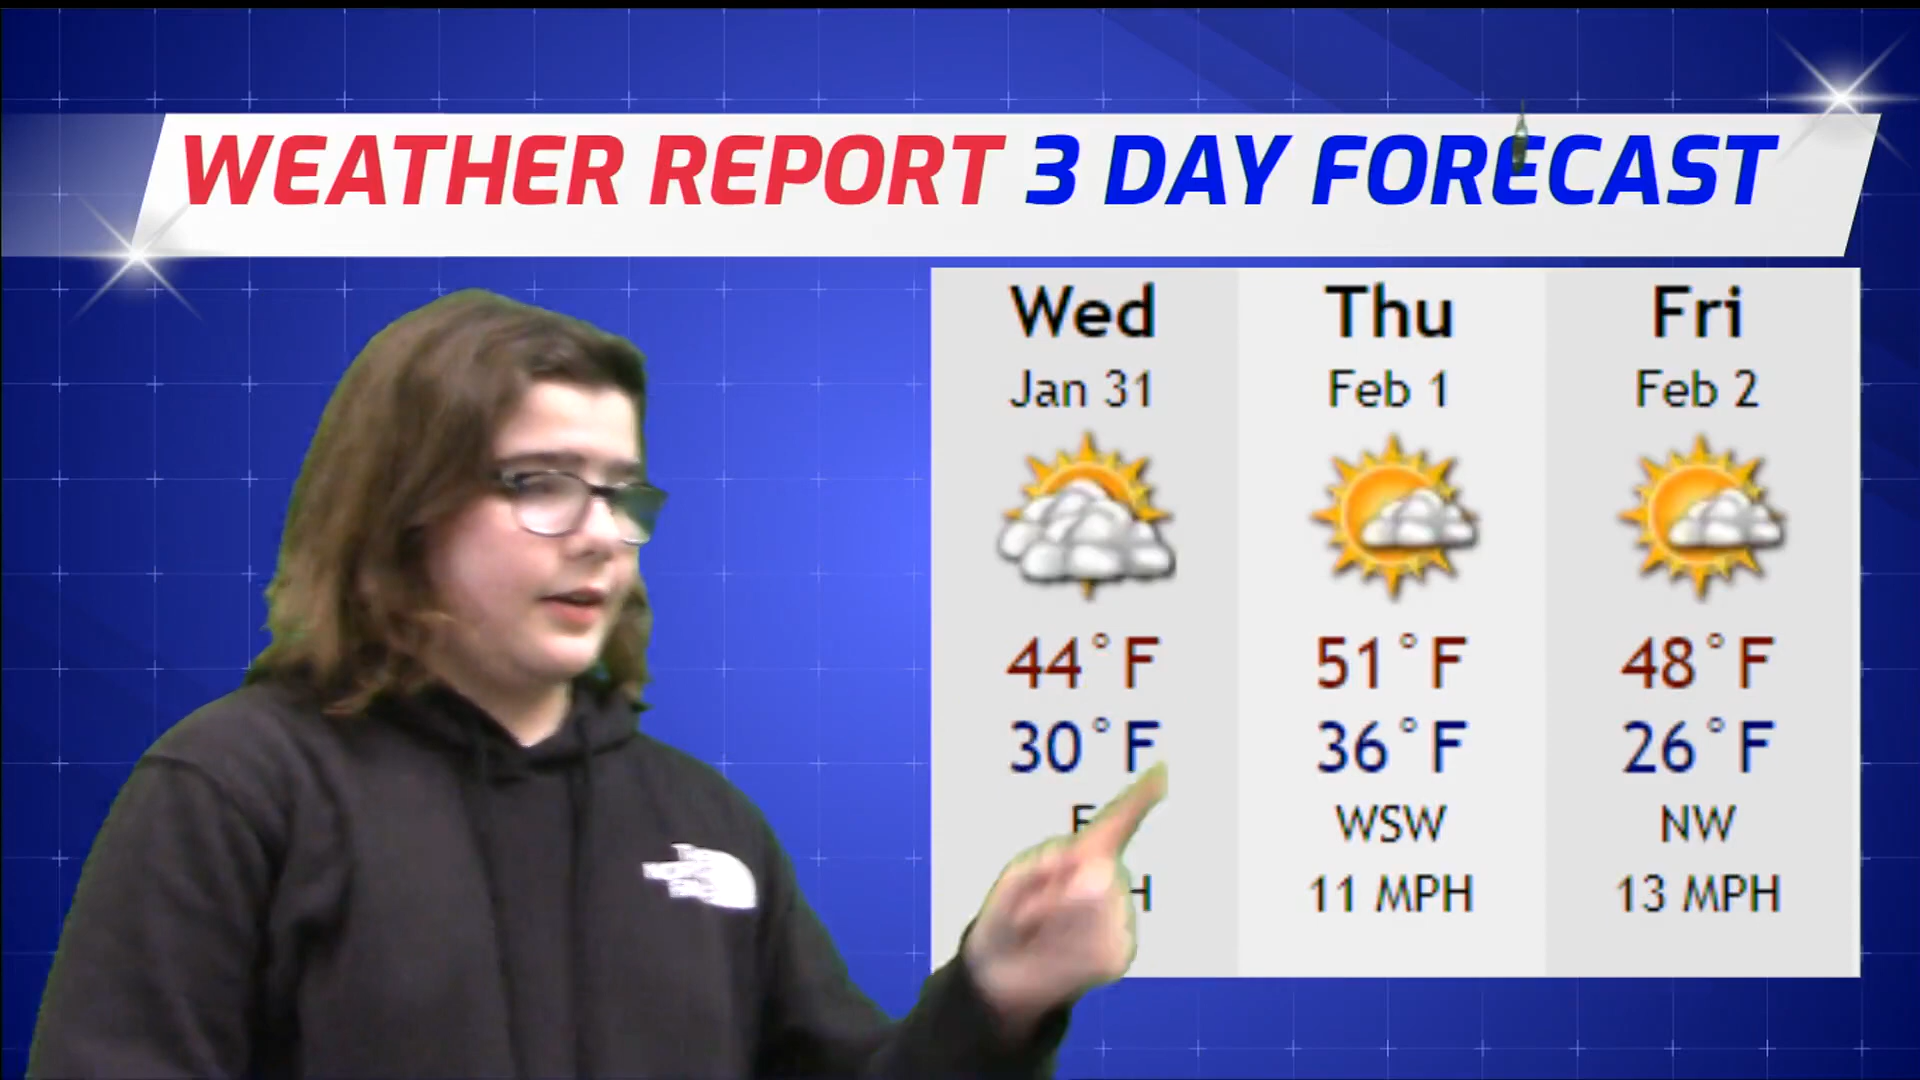 WEATHER REPORT 3 DAY FORECAST
Wed Thu Fri
Jan 31 Feb 1 Feb 2
44°F 51°F 48°F
30°F 36°F 26°F
WSW NW
11 MPH 13 MPH